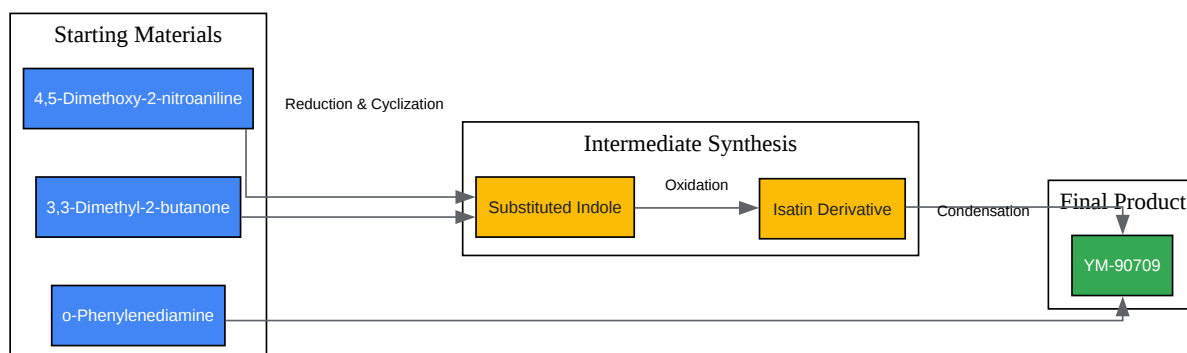 Starting Materials
4,5-Dimethoxy-2-nitroaniline
Reduction & Cyclization
3,3-Dimethyl-2-butanone
o-Phenylenediamine
Intermediate Synthesis
Substituted Indole
Oxidation
Isatin Derivative
Condensation
Final Product
YM-90709